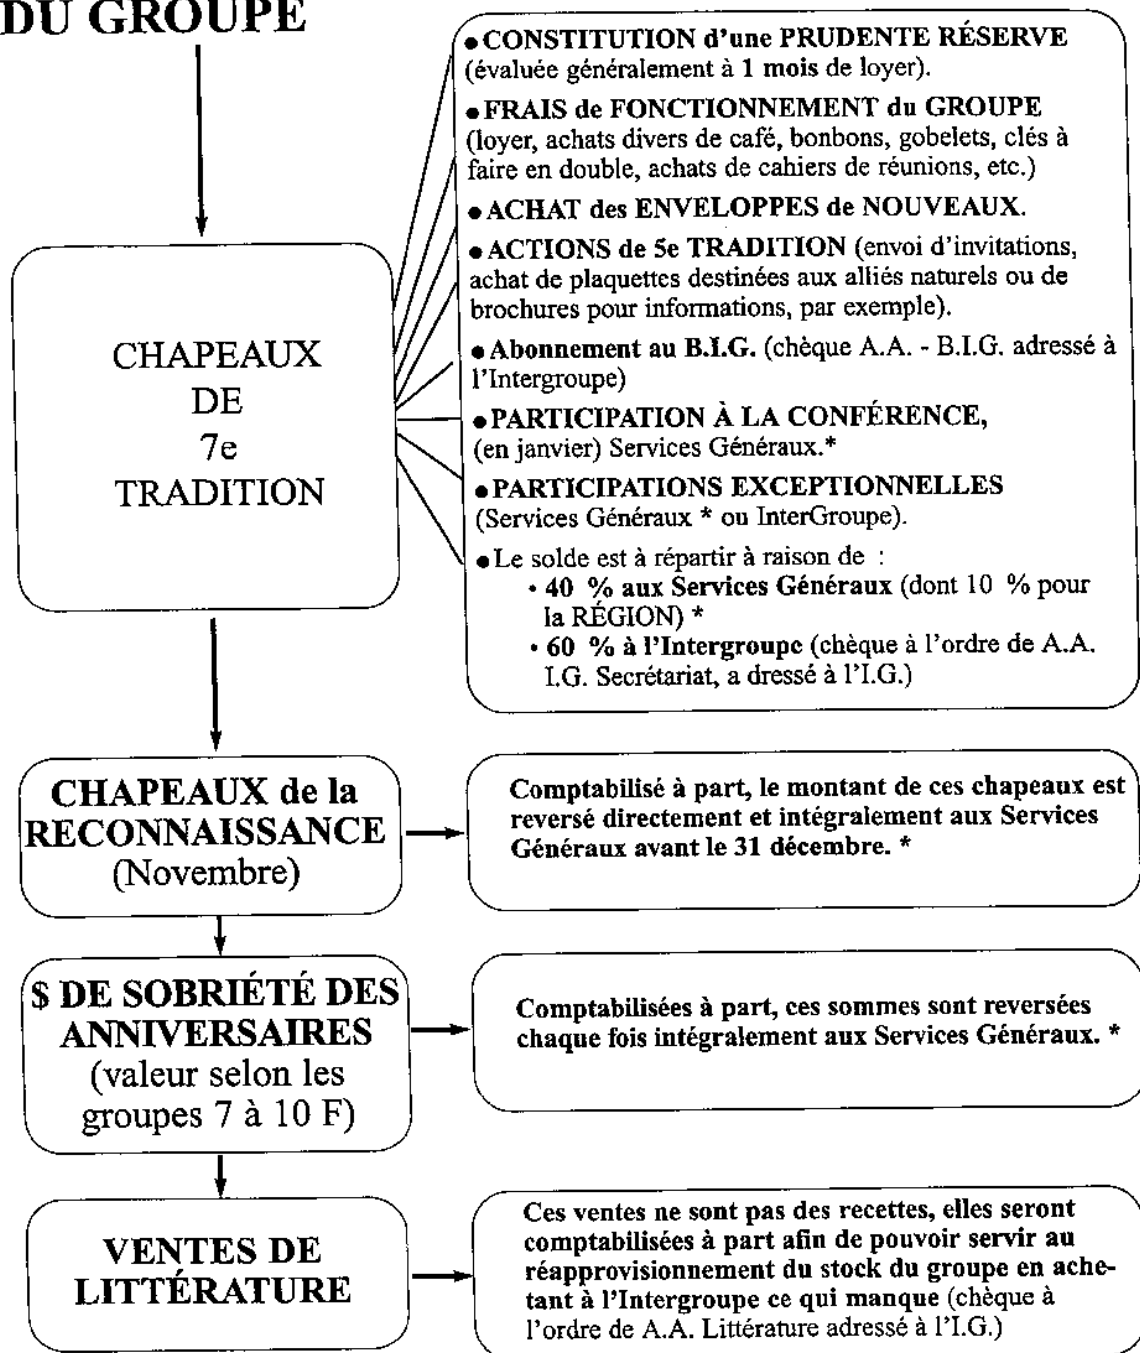 DU GROUPE
• CONSTITUTION d'une PRUDENTE RÉSERVE
(évaluée généralement à 1 mois de loyer).
• FRAIS de FONCTIONNEMENT du GROUPE
(loyer, achats divers de café, bonbons, gobelets, clés à
faire en double, achats de cahiers de réunions, etc.)
• ACHAT des ENVELOPPES de NOUVEAUX.
• ACTIONS de 5e TRADITION (envoi d'invitations,
achat de plaquettes destinées aux alliés naturels ou de
brochures pour informations, par exemple).
• Abonnement au B.I.G. (chèque A.A. - B.I.G. adressé à
l'Intergroupe)
• PARTICIPATION À LA CONFÉRENCE,
(en janvier) Services Généraux.*
• PARTICIPATIONS EXCEPTIONNELLES
(Services Généraux * ou InterGroupe).
• Le solde est à répartir à raison de :
• 40 % aux Services Généraux (dont 10 % pour
la RÉGION) *
• 60 % à l'Intergroupe (chèque à l'ordre de A.A.
I.G. Secrétariat, a dressé à l'I.G.)
CHAPEAUX
DE
7e
TRADITION
CHAPEAUX de la
RECONNAISSANCE
(Novembre)
Comptabilisé à part, le montant de ces chapeaux est
reversé directement et intégralement aux Services
Généraux avant le 31 décembre. *
$ DE SOBRIÉTÉ DES
ANNIVERSAIRES
(valeur selon les
groupes 7 à 10 F)
Comptabilisées à part, ces sommes sont reversées
chaque fois intégralement aux Services Généraux. *
VENTES DE
LITTÉRATURE
Ces ventes ne sont pas des recettes, elles seront
comptabilisées à part afin de pouvoir servir au
réapprovisionnement du stock du groupe en ache-
tant à l'Intergroupe ce qui manque (chèque à
l'ordre de A.A. Littérature adressé à l'I.G.)